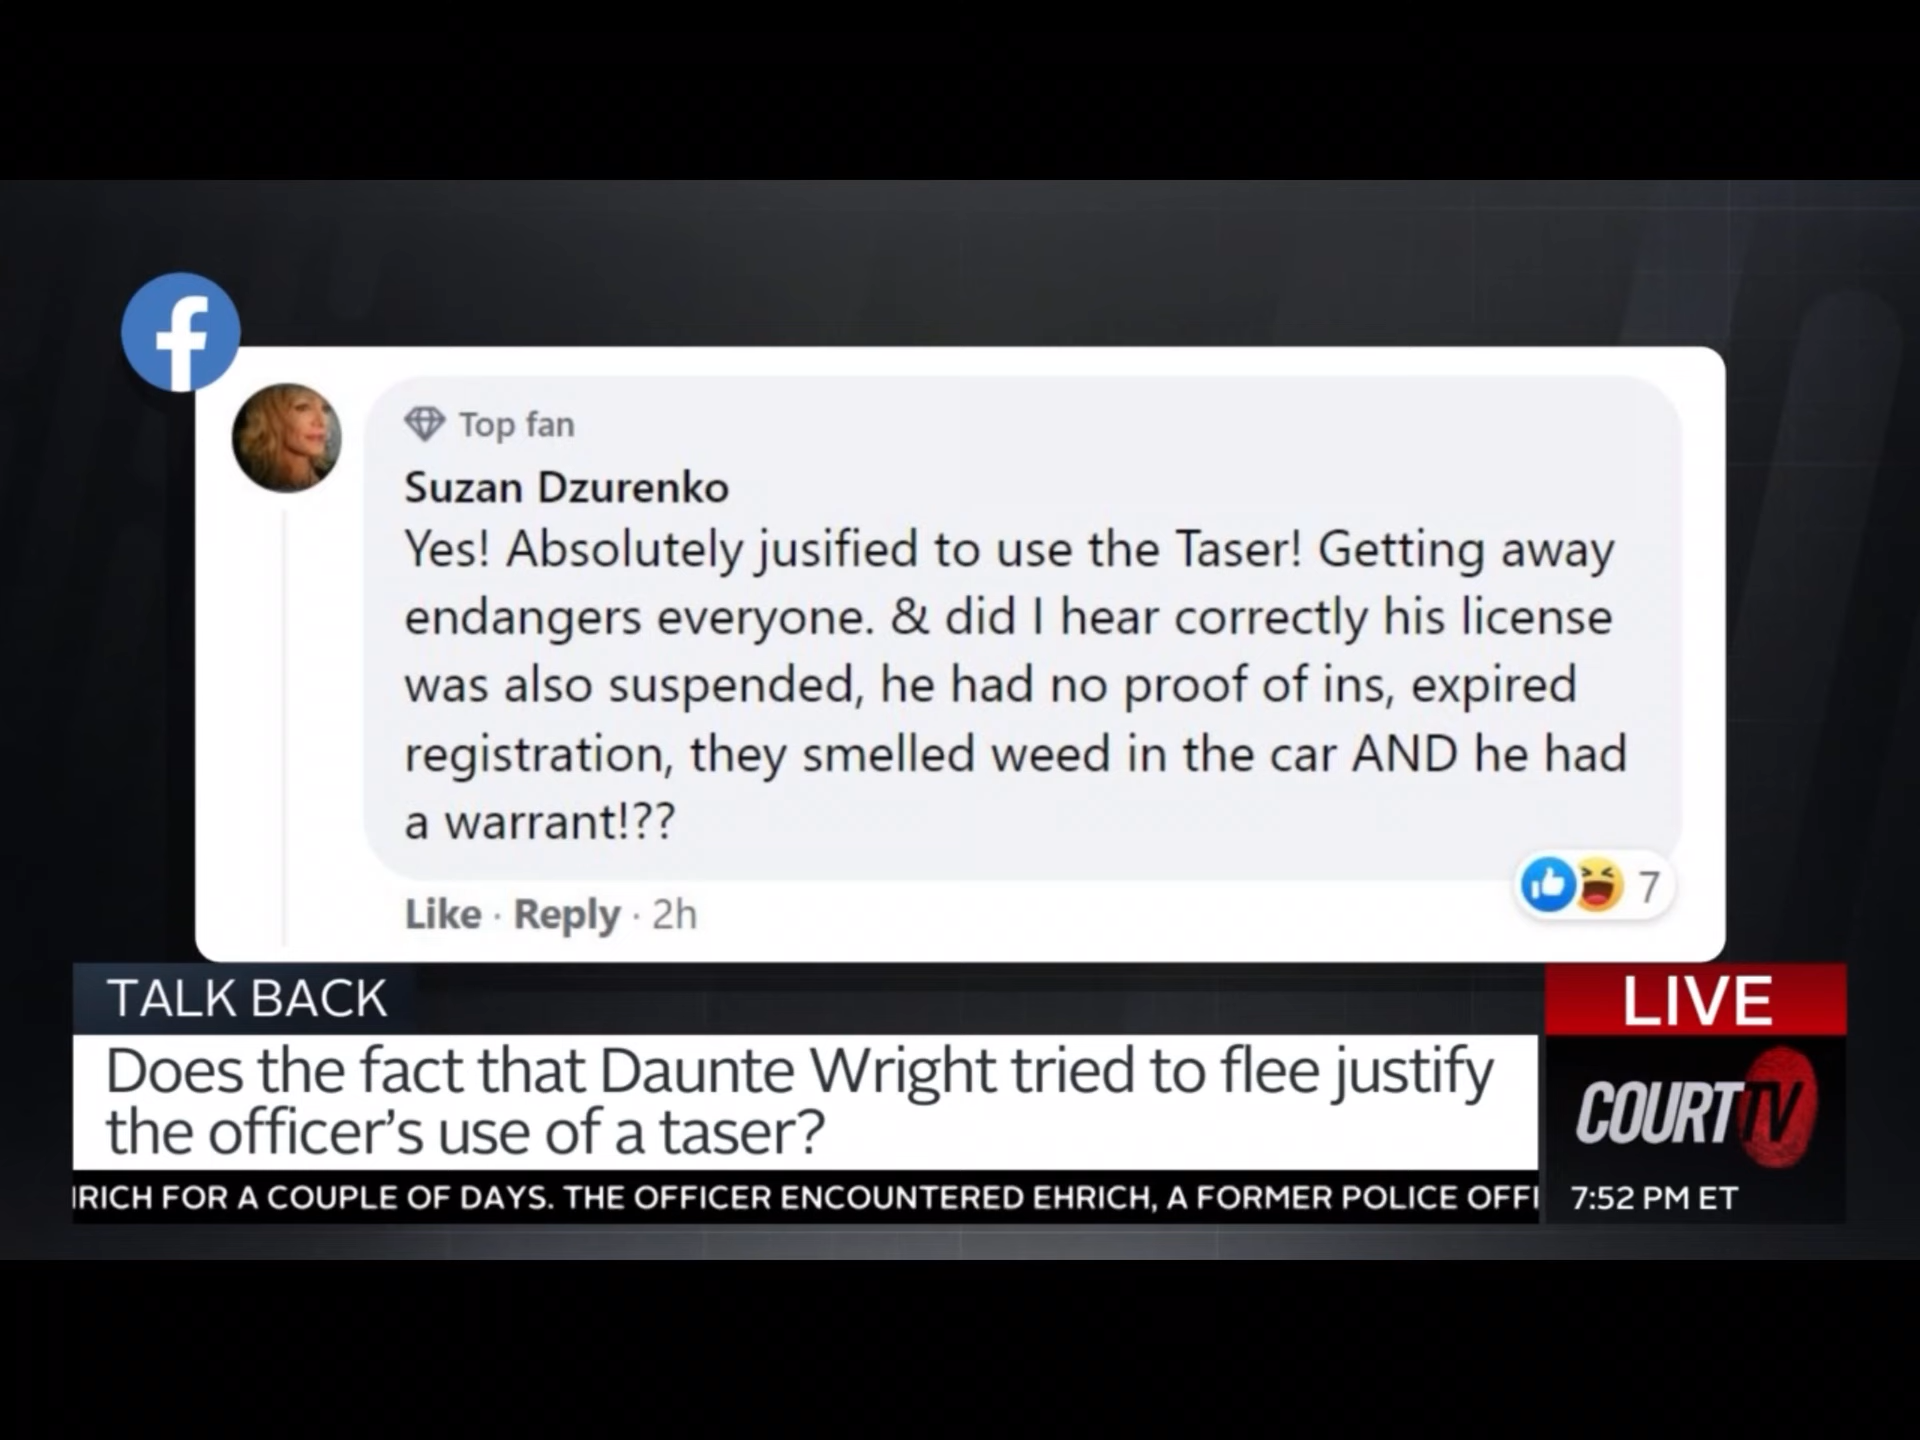 f
Top fan
Suzan Dzurenko
Yes! Absolutely jusified to use the Taser! Getting away
endangers everyone. & did I hear correctly his license
was also suspended, he had no proof of ins, expired
registration, they smelled weed in the car AND he had
a warrant!??
7
Like · Reply · 2h
TALK BACK
LIVE
Does the fact that Daunte Wright tried to flee justify
the officer's use of a taser?
COURT TV
IRICH FOR A COUPLE OF DAYS. THE OFFICER ENCOUNTERED EHRICH, A FORMER POLICE OFFI
7:52 PM ET